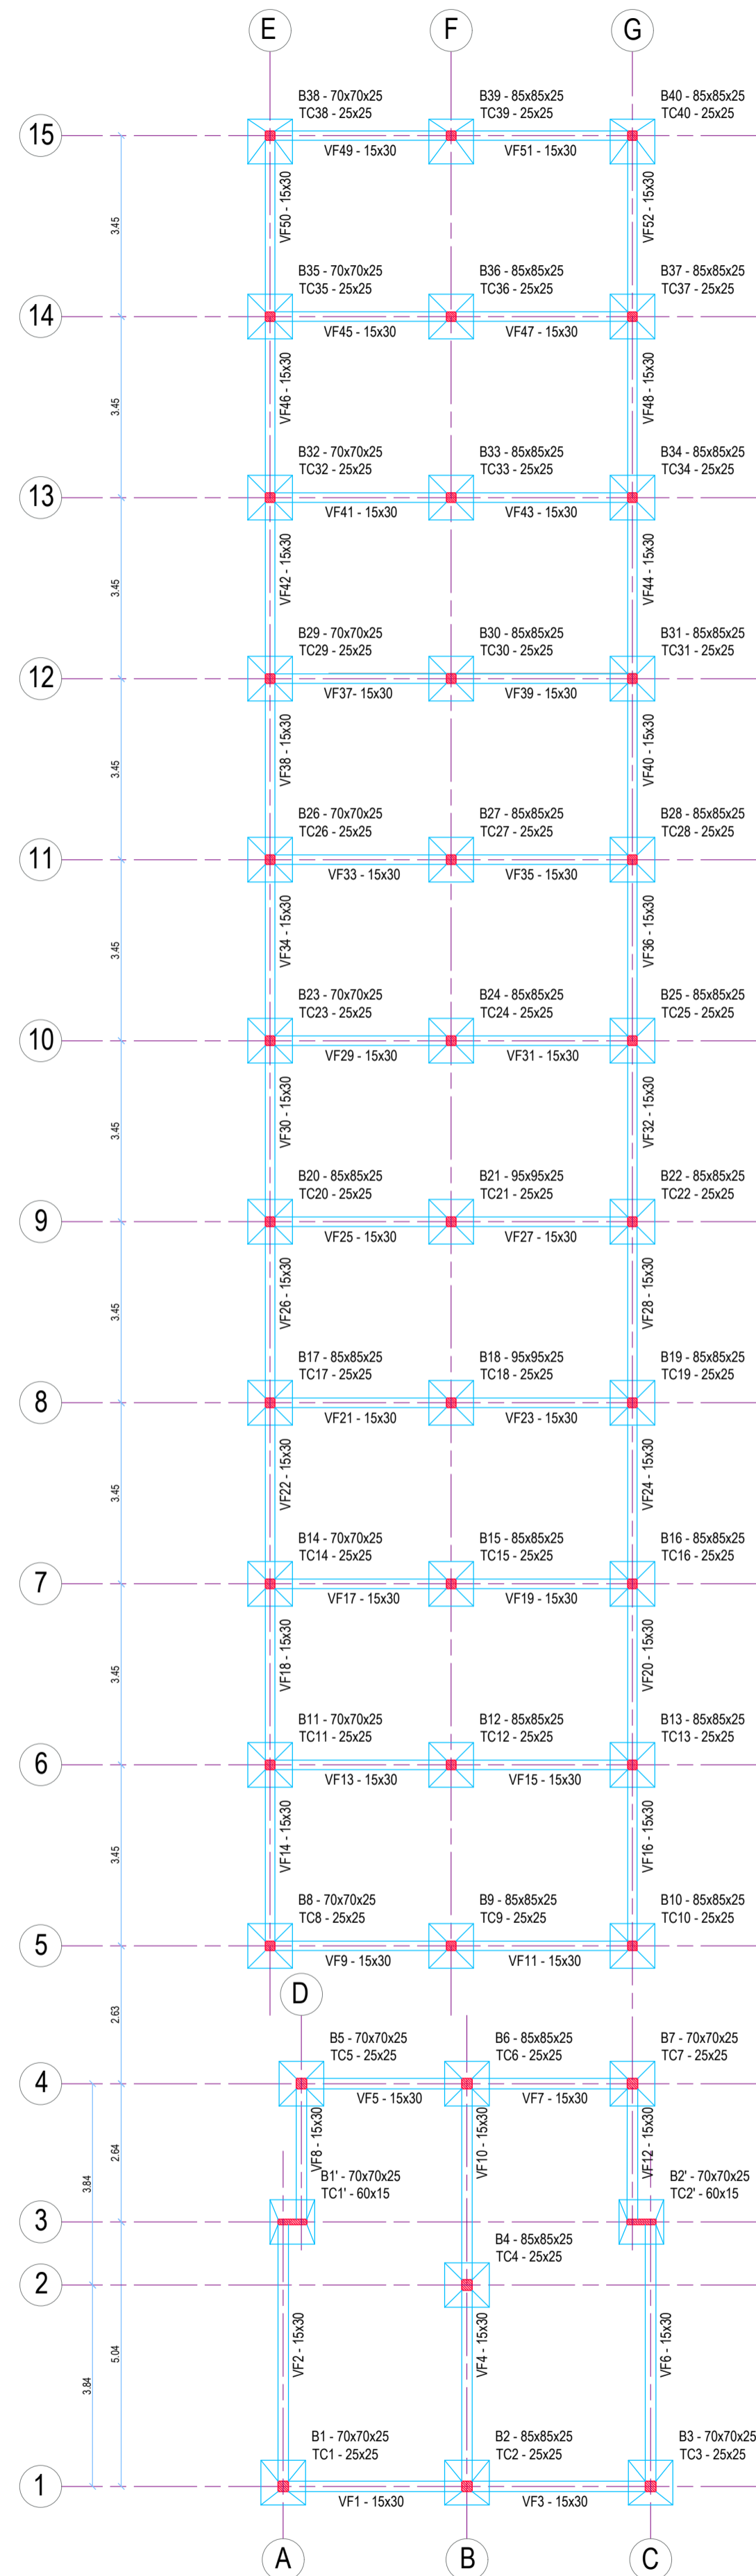 E F G
B38 - 70x70x25 B39 - 85x85x25 B40 - 85x85x25
TC38 - 25x25 TC39 - 25x25 TC40 - 25x25
15
VF49 - 15x30 VF51 - 15x30
3.45 VF50 - 15x30 VF52 - 15x30
B35 - 70x70x25 B36 - 85x85x25 B37 - 85x85x25
TC35 - 25x25 TC36 - 25x25 TC37 - 25x25
14
VF45 - 15x30 VF47 - 15x30
3.45 VF46 - 15x30 VF48 - 15x30
B32 - 70x70x25 B33 - 85x85x25 B34 - 85x85x25
TC32 - 25x25 TC33 - 25x25 TC34 - 25x25
13
VF41 - 15x30 VF43 - 15x30
3.45 VF42 - 15x30 VF44 - 15x30
B29 - 70x70x25 B30 - 85x85x25 B31 - 85x85x25
TC29 - 25x25 TC30 - 25x25 TC31 - 25x25
12
VF37- 15x30 VF39 - 15x30
3.45 VF38 - 15x30 VF40 - 15x30
B26 - 70x70x25 B27 - 85x85x25 B28 - 85x85x25
TC26 - 25x25 TC27 - 25x25 TC28 - 25x25
11
VF33 - 15x30 VF35 - 15x30
3.45 VF34 - 15x30 VF36 - 15x30
B23 - 70x70x25 B24 - 85x85x25 B25 - 85x85x25
TC23 - 25x25 TC24 - 25x25 TC25 - 25x25
10
VF29 - 15x30 VF31 - 15x30
3.45 VF30 - 15x30 VF32 - 15x30
B20 - 85x85x25 B21 - 95x95x25 B22 - 85x85x25
TC20 - 25x25 TC21 - 25x25 TC22 - 25x25
9
VF25 - 15x30 VF27 - 15x30
3.45 VF26 - 15x30 VF28 - 15x30
B17 - 85x85x25 B18 - 95x95x25 B19 - 85x85x25
TC17 - 25x25 TC18 - 25x25 TC19 - 25x25
8
VF21 - 15x30 VF23 - 15x30
3.45 VF22 - 15x30 VF24 - 15x30
B14 - 70x70x25 B15 - 85x85x25 B16 - 85x85x25
TC14 - 25x25 TC15 - 25x25 TC16 - 25x25
7
VF17 - 15x30 VF19 - 15x30
3.45 VF18 - 15x30 VF20 - 15x30
B11 - 70x70x25 B12 - 85x85x25 B13 - 85x85x25
TC11 - 25x25 TC12 - 25x25 TC13 - 25x25
6
VF13 - 15x30 VF15 - 15x30
3.45 VF14 - 15x30 VF16 - 15x30
B8 - 70x70x25 B9 - 85x85x25 B10 - 85x85x25
TC8 - 25x25 TC9 - 25x25 TC10 - 25x25
5
VF9 - 15x30 VF11 - 15x30
D
2.63
B5 - 70x70x25 B6 - 85x85x25 B7 - 70x70x25
TC5 - 25x25 TC6 - 25x25 TC7 - 25x25
4
VF5 - 15x30 VF7 - 15x30
3.84 2.64 VF8 - 15x30 VF10 - 15x30 VF12 - 15x30
B1' - 70x70x25 B2' - 70x70x25
TC1' - 60x15 TC2' - 60x15
3
B4 - 85x85x25
TC4 - 25x25
2
3.84 5.04 VF2 - 15x30 VF4 - 15x30 VF6 - 15x30
B1 - 70x70x25 B2 - 85x85x25 B3 - 70x70x25
TC1 - 25x25 TC2 - 25x25 TC3 - 25x25
1
VF1 - 15x30 VF3 - 15x30
A B C